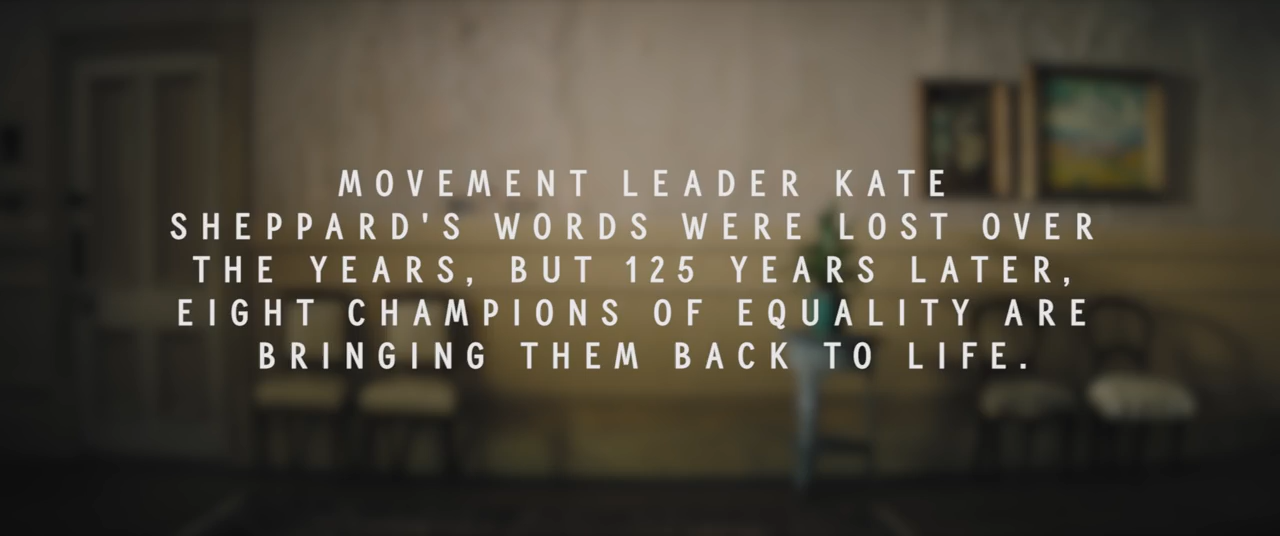 MOVEMENT LEADER KATE
SHEPPARD'S WORDS WERE LOST OVER
THE YEARS, BUT 125 YEARS LATER,
EIGHT CHAMPIONS OF EQUALITY ARE
BRINGING THEM BACK TO LIFE.